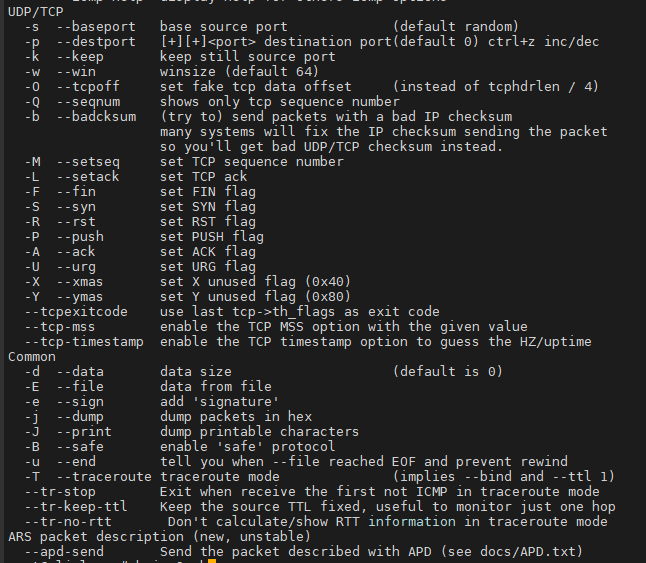 UDP/TCP
  -s  --baseport   base source port             (default random)
  -p  --destport   [+][+]<port> destination port(default 0) ctrl+z inc/dec
  -k  --keep       keep still source port
  -w  --win        winsize (default 64)
  -O  --tcpoff     set fake tcp data offset     (instead of tcphdrlen / 4)
  -Q  --seqnum     shows only tcp sequence number
  -b  --badcksum   (try to) send packets with a bad IP checksum
                   many systems will fix the IP checksum sending the packet
                   so you'll get bad UDP/TCP checksum instead.
  -M  --setseq     set TCP sequence number
  -L  --setack     set TCP ack
  -F  --fin        set FIN flag
  -S  --syn        set SYN flag
  -R  --rst        set RST flag
  -P  --push       set PUSH flag
  -A  --ack        set ACK flag
  -U  --urg        set URG flag
  -X  --xmas       set X unused flag (0x40)
  -Y  --ymas       set Y unused flag (0x80)
  --tcpexitcode    use last tcp->th_flags as exit code
  --tcp-mss        enable the TCP MSS option with the given value
  --tcp-timestamp  enable the TCP timestamp option to guess the HZ/uptime
Common
  -d  --data       data size                    (default is 0)
  -E  --file       data from file
  -e  --sign       add 'signature'
  -j  --dump       dump packets in hex
  -J  --print      dump printable characters
  -B  --safe       enable 'safe' protocol
  -u  --end        tell you when --file reached EOF and prevent rewind
  -T  --traceroute traceroute mode              (implies --bind and --ttl 1)
  --tr-stop        Exit when receive the first not ICMP in traceroute mode
  --tr-keep-ttl    Keep the source TTL fixed, useful to monitor just one hop
  --tr-no-rtt       Don't calculate/show RTT information in traceroute mode
ARS packet description (new, unstable)
  --apd-send       Send the packet described with APD (see docs/APD.txt)